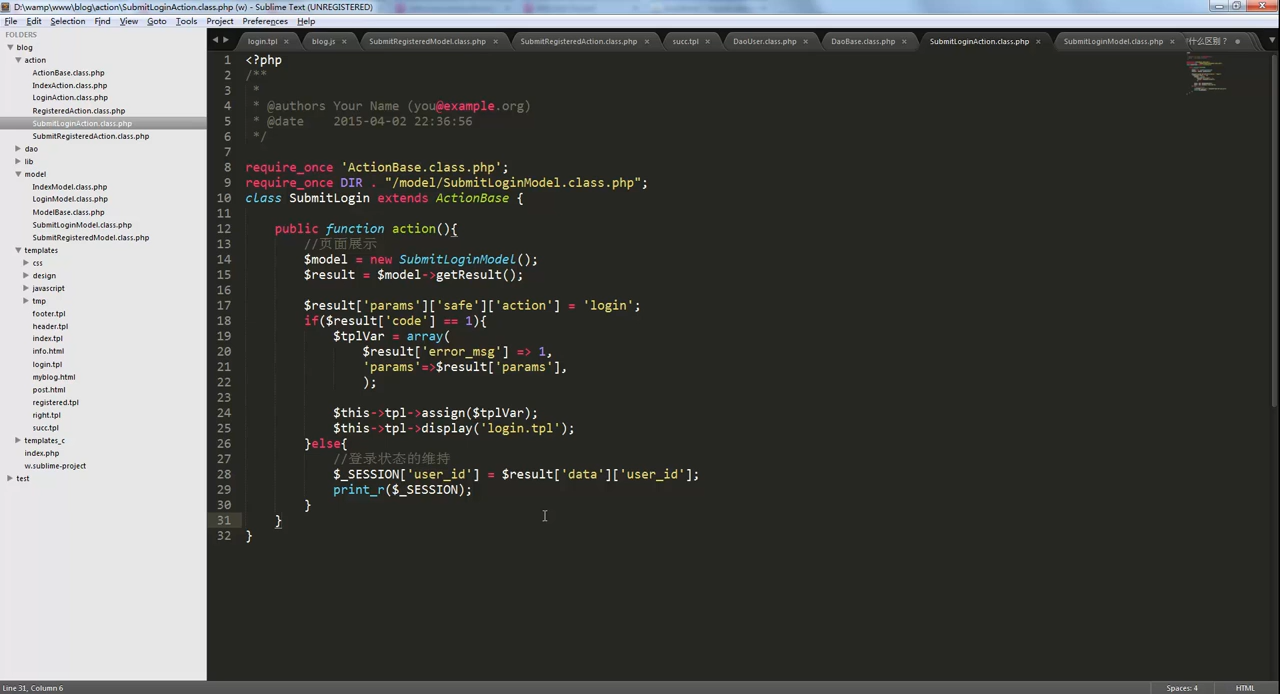 D:\wamp\www\blog\action\SubmitLoginAction.class.php (w) - Sublime Text (UNREGISTERED)
File Edit Selection Find View Goto Tools Project Preferences Help
FOLDERS
blog
action
ActionBase.class.php
IndexAction.class.php
LoginAction.class.php
RegisteredAction.class.php
SubmitLoginAction.class.php
SubmitRegisteredAction.class.php
dao
lib
model
IndexModel.class.php
LoginModel.class.php
ModelBase.class.php
SubmitLoginModel.class.php
SubmitRegisteredModel.class.php
templates
css
design
javascript
tmp
footer.tpl
header.tpl
index.tpl
info.html
login.tpl
myblog.html
post.html
registered.tpl
right.tpl
succ.tpl
templates_c
index.php
w.sublime-project
test
login.tpl × blog.js × SubmitRegisteredModel.class.php × SubmitRegisteredAction.class.php × succ.tpl × DaoUser.class.php × DaoBase.class.php × SubmitLoginAction.class.php × SubmitLoginModel.class.php × 什么区别？
1 <?php
2 /**
3 *
4 * @authors Your Name (you@example.org)
5 * @date    2015-04-02 22:36:56
6 */
7
8 require_once 'ActionBase.class.php';
9 require_once DIR . "/model/SubmitLoginModel.class.php";
10 class SubmitLogin extends ActionBase {
11
12 public function action(){
13 //页面展示
14 $model = new SubmitLoginModel();
15 $result = $model->getResult();
16
17 $result['params']['safe']['action'] = 'login';
18 if($result['code'] == 1){
19 $tplVar = array(
20 $result['error_msg'] => 1,
21 'params'=>$result['params'],
22 );
23
24 $this->tpl->assign($tplVar);
25 $this->tpl->display('login.tpl');
26 }else{
27 //登录状态的维持
28 $_SESSION['user_id'] = $result['data']['user_id'];
29 print_r($_SESSION);
30 }
31 }
32 }
Line 31, Column 6
Spaces: 4 HTML